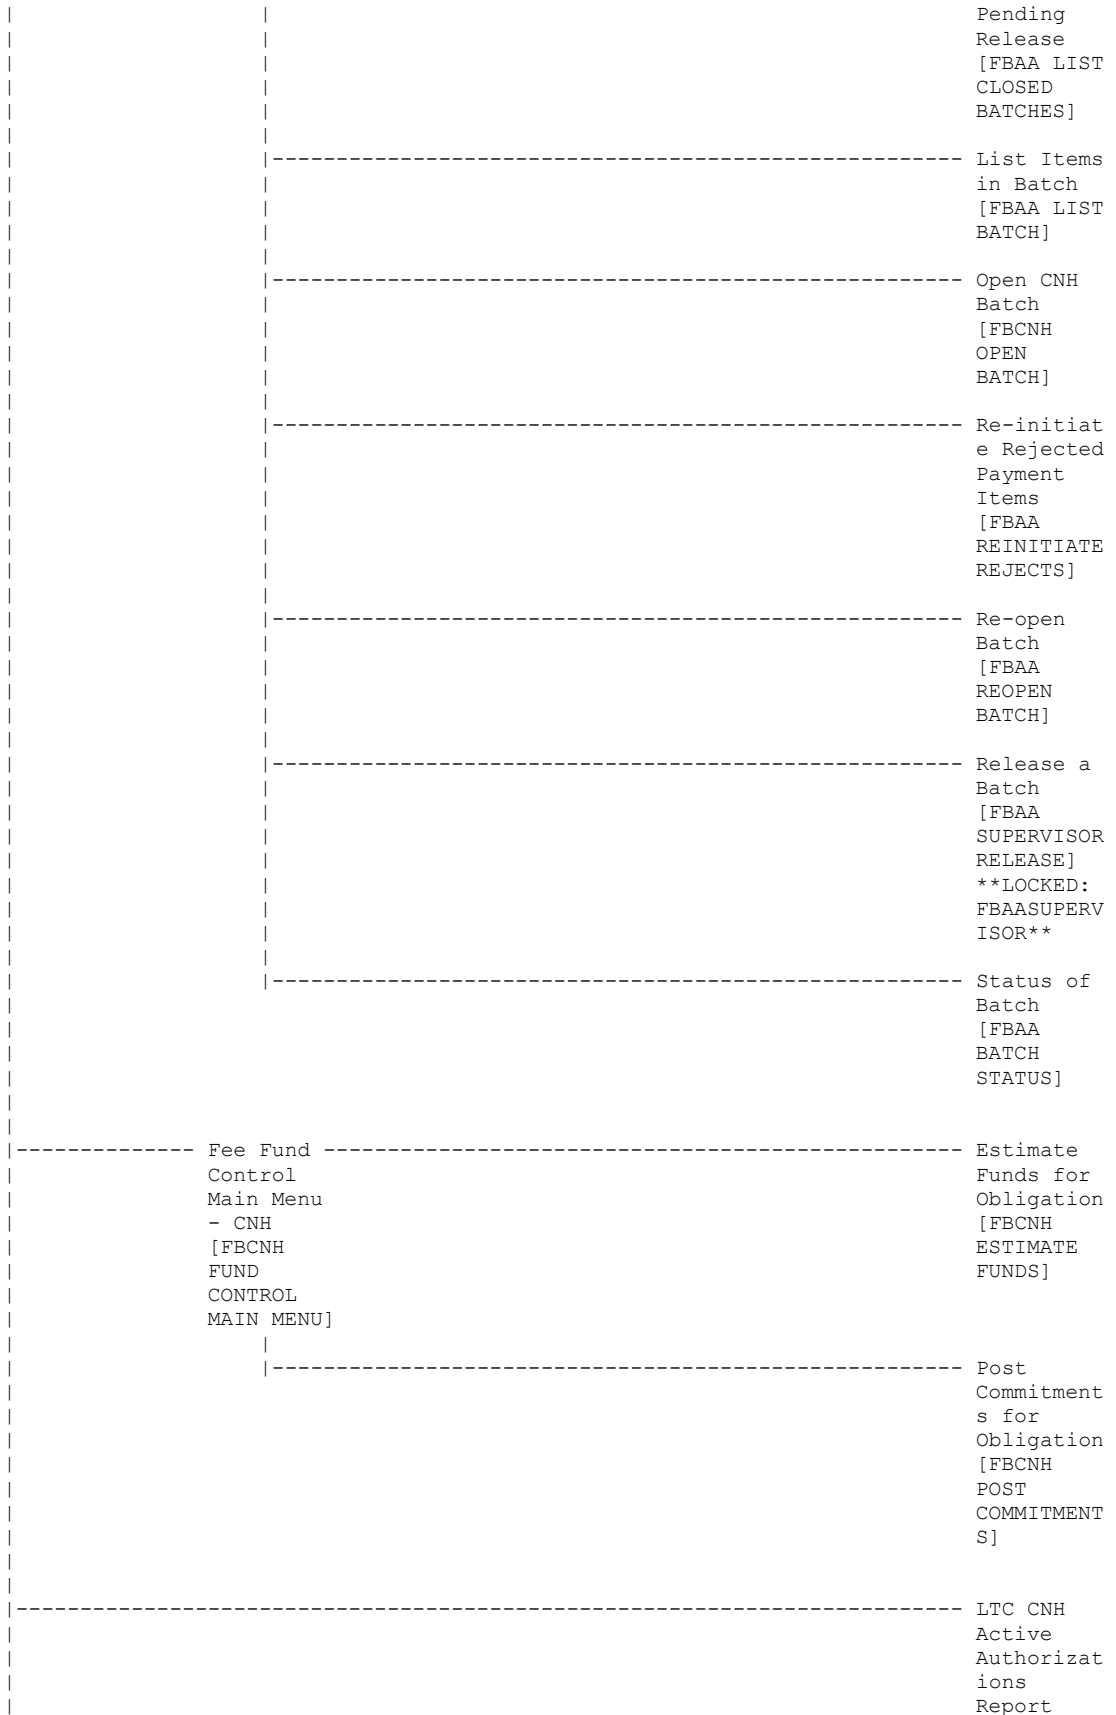 Pending
Release
[FBAA LIST
CLOSED
BATCHES]
List Items
in Batch
[FBAA LIST
BATCH]
Open CNH
Batch
[FBCNH
OPEN
BATCH]
Re-initiat
e Rejected
Payment
Items
[FBAA
REINITIATE
REJECTS]
Re-open
Batch
[FBAA
REOPEN
BATCH]
Release a
Batch
[FBAA
SUPERVISOR
RELEASE]
**LOCKED:
FBAASUPERV
ISOR**
Status of
Batch
[FBAA
BATCH
STATUS]
Fee Fund Estimate
Control Funds for
Main Menu Obligation
- CNH [FBCNH
[FBCNH ESTIMATE
FUND FUNDS]
CONTROL
MAIN MENU]
Post
Commitment
s for
Obligation
[FBCNH
POST
COMMITMENT
S]
LTC CNH
Active
Authorizat
ions
Report